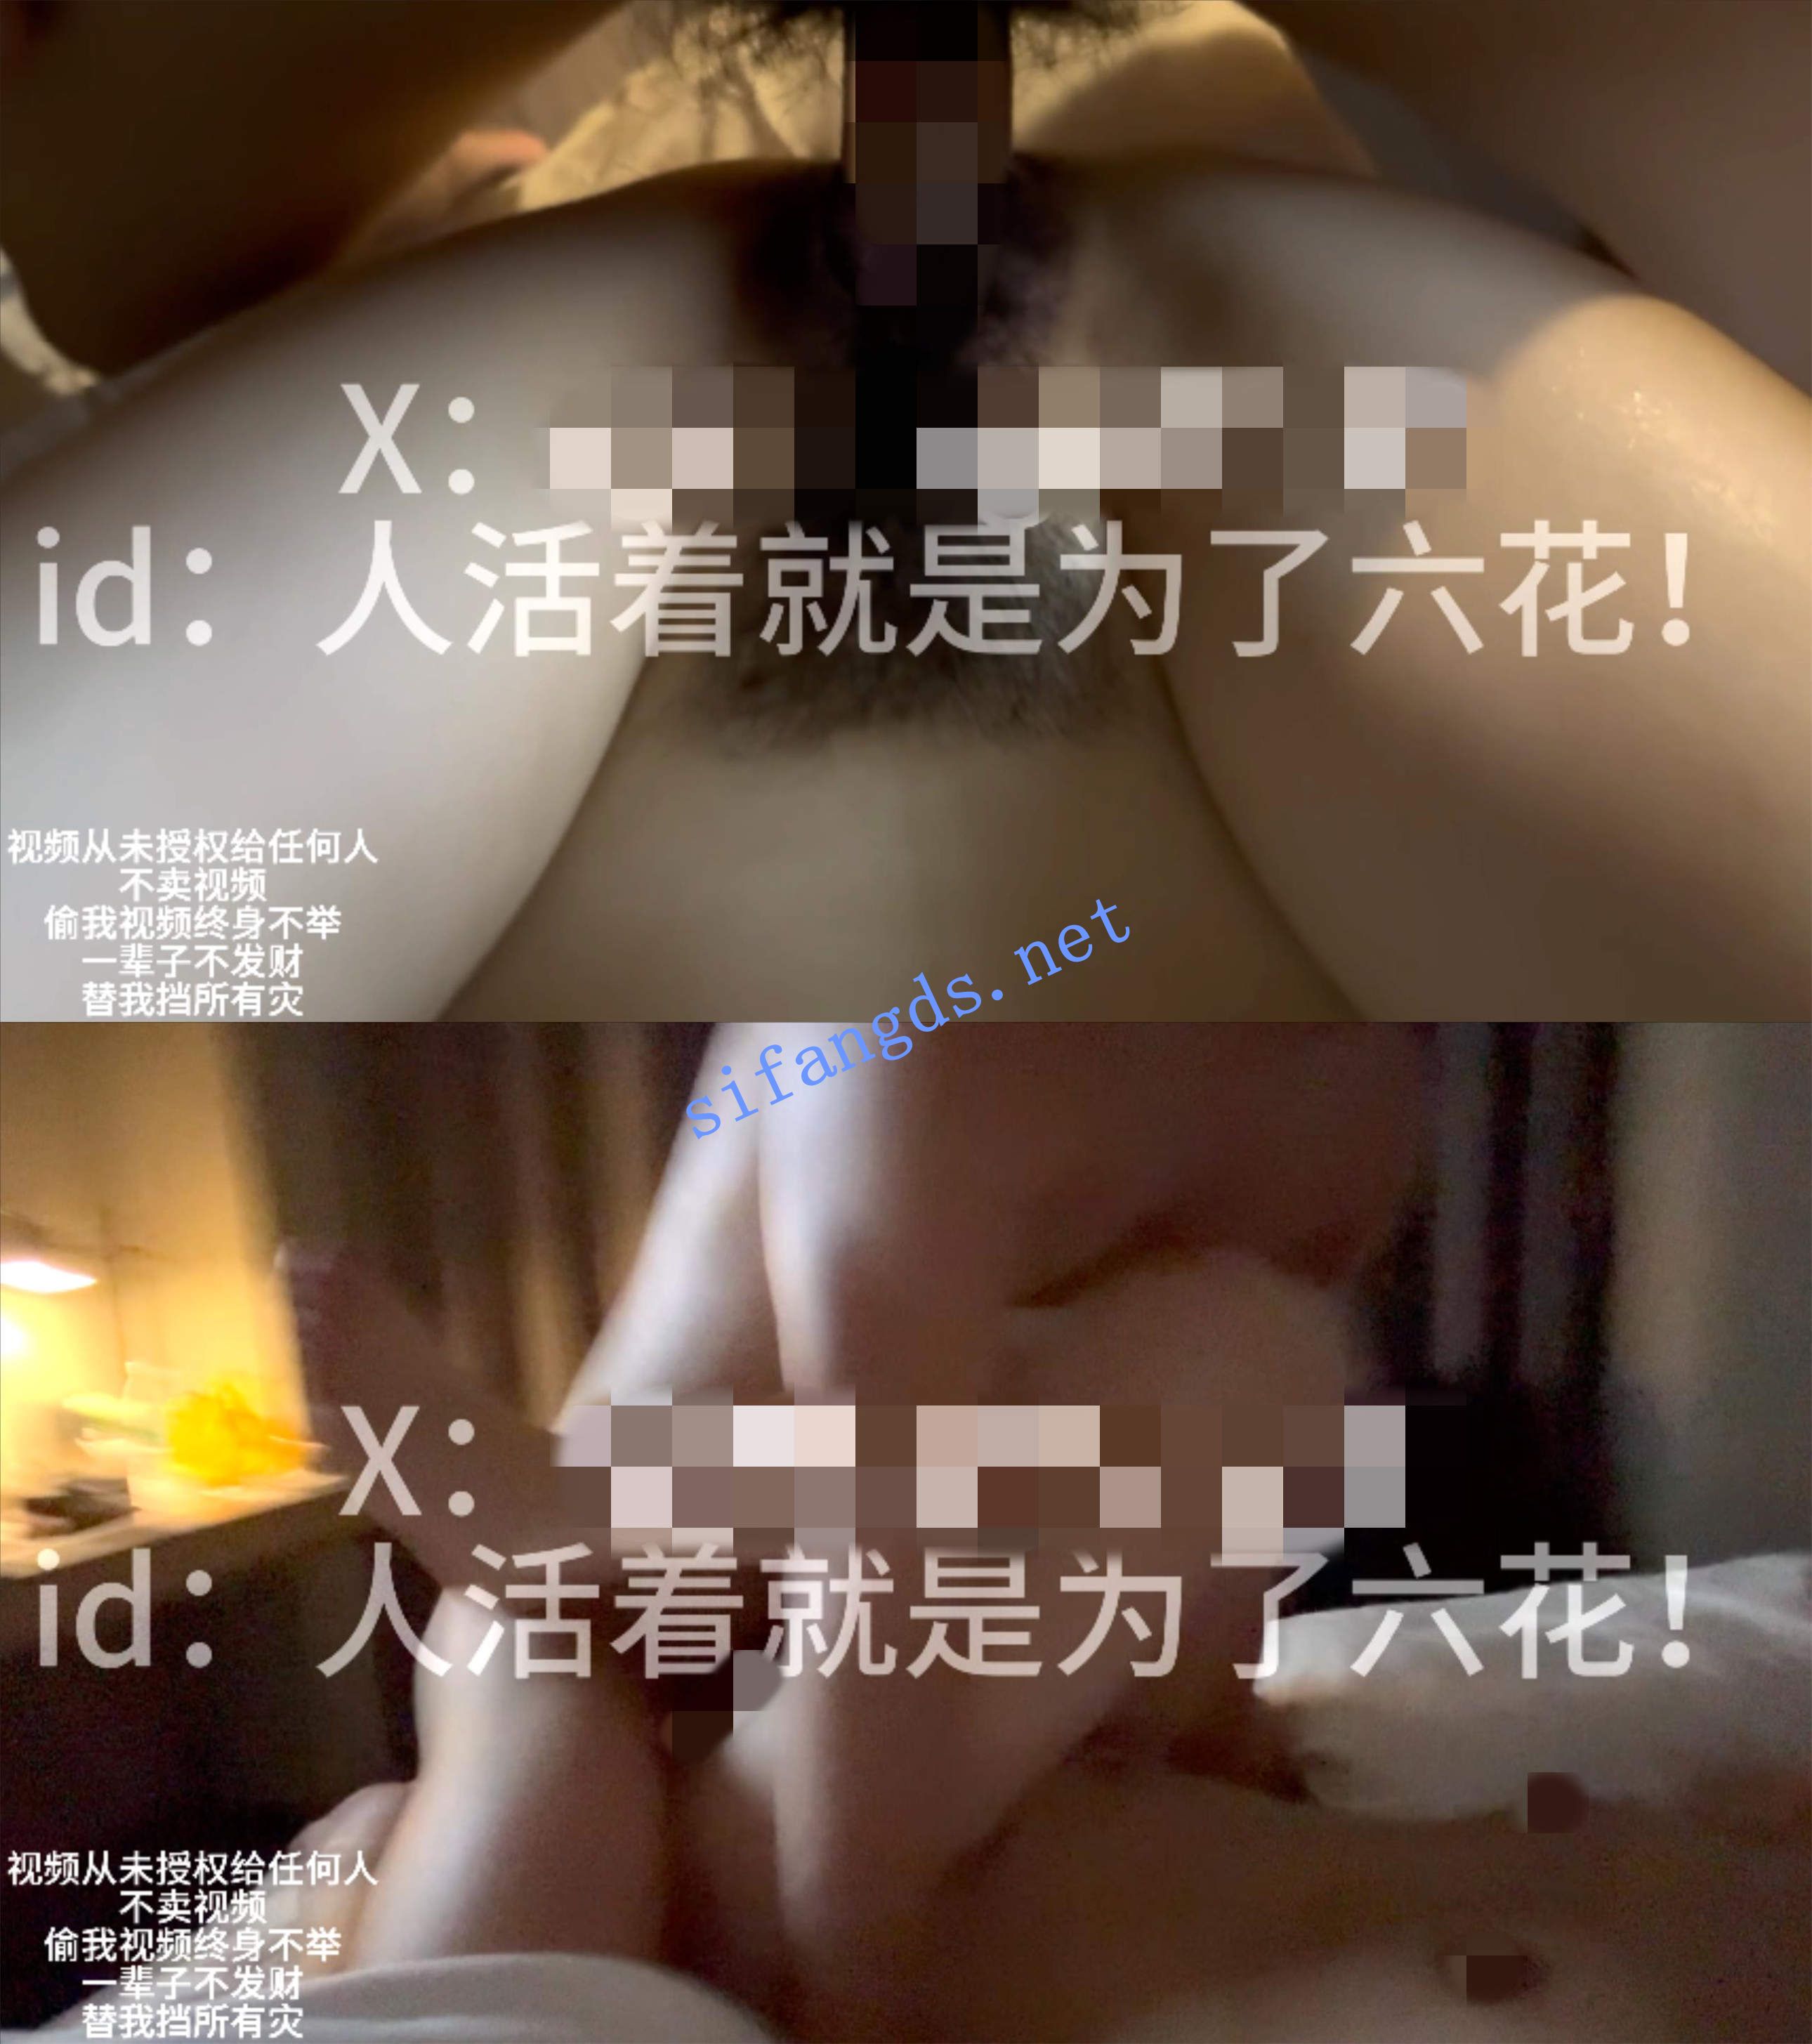 X:
id: 人活着就是为了六花!
视频从未授权给任何人
不卖视频
偷我视频终身不举
一辈子不发财
替我挡所有灾
sifangds.net
X:
id: 人活着就是为了六花!
视频从未授权给任何人
不卖视频
偷我视频终身不举
一辈子不发财
替我挡所有灾